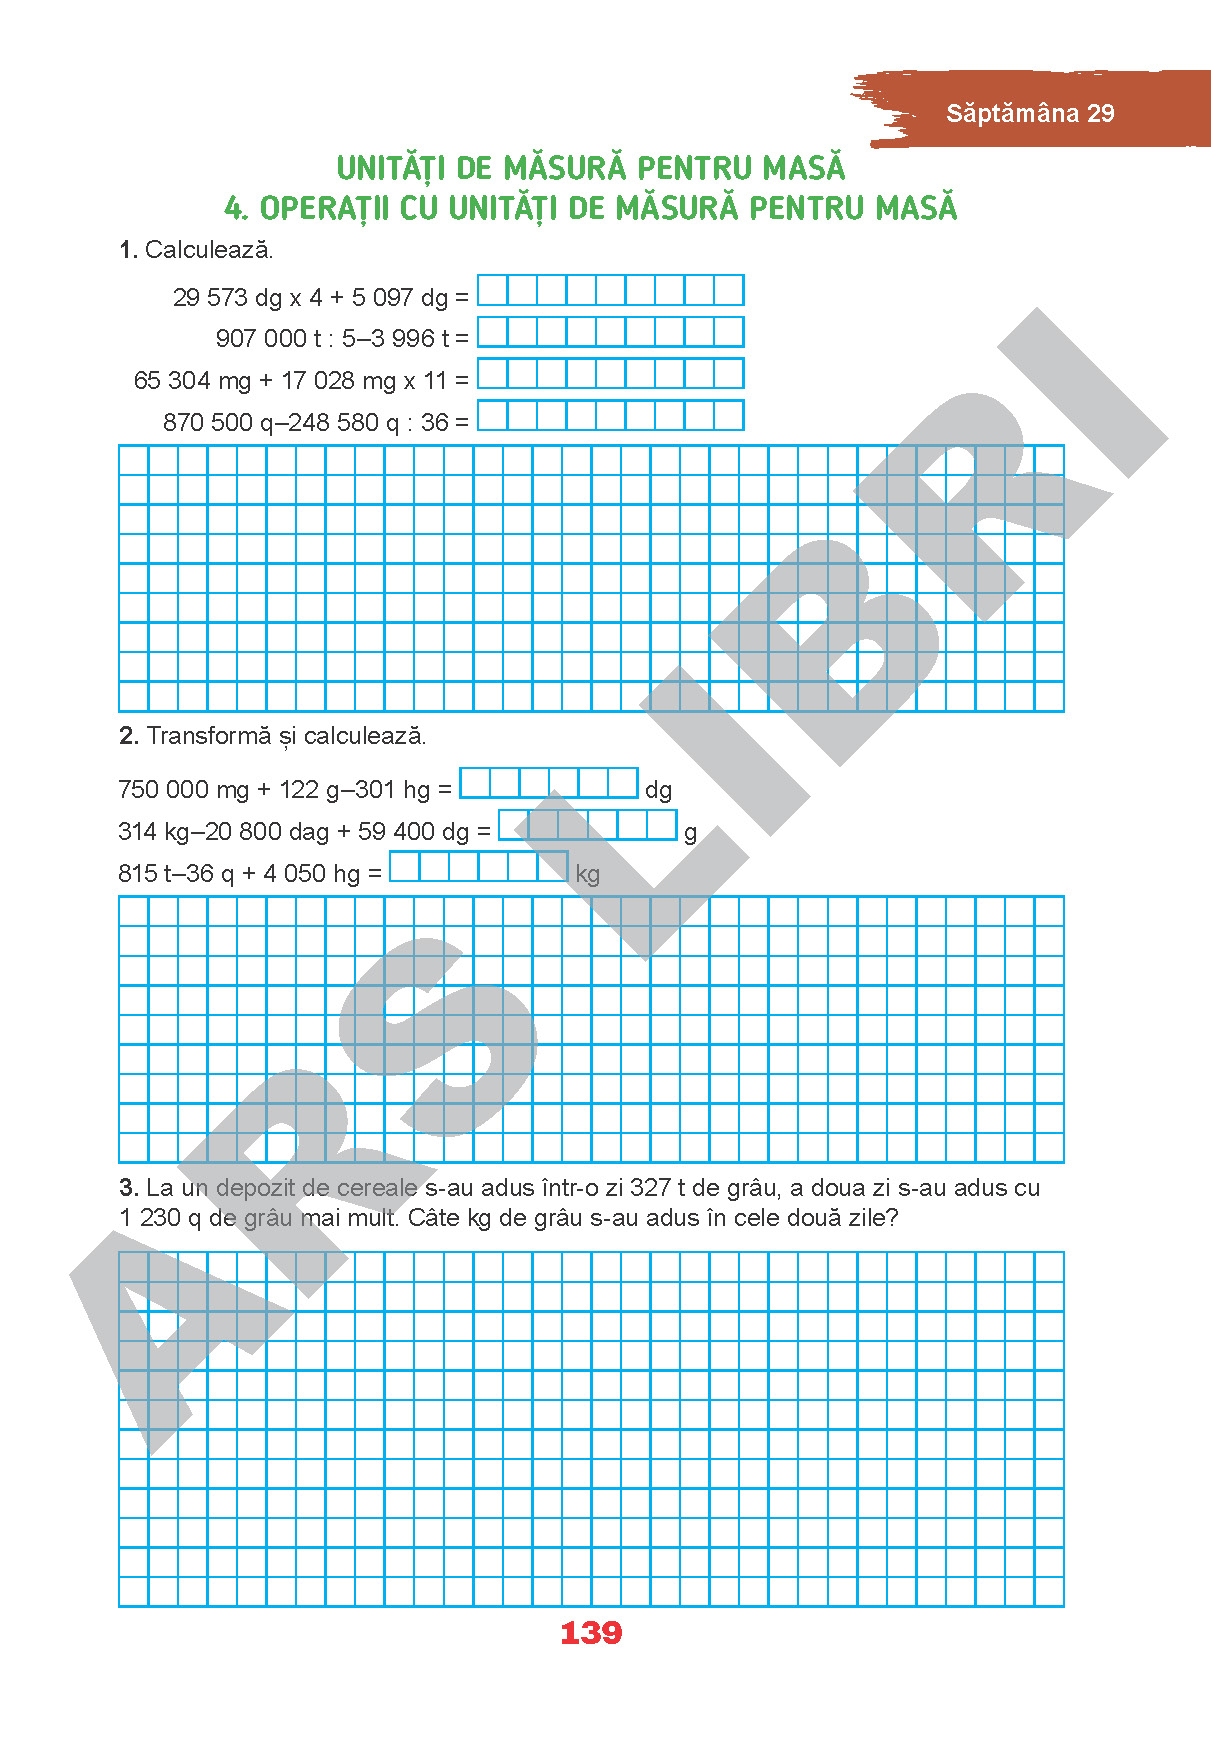 Săptămâna 29
UNITĂȚI DE MĂSURĂ PENTRU MASĂ
4. OPERAȚII CU UNITĂȚI DE MĂSURĂ PENTRU MASĂ
1. Calculează.
29 573 dg x 4 + 5 097 dg =
907 000 t : 5–3 996 t =
65 304 mg + 17 028 mg x 11 =
870 500 q–248 580 q : 36 =
2. Transformă și calculează.
750 000 mg + 122 g–301 hg = dg
314 kg–20 800 dag + 59 400 dg = g
815 t–36 q + 4 050 hg = kg
3. La un depozit de cereale s-au adus într-o zi 327 t de grâu, a doua zi s-au adus cu
1 230 q de grâu mai mult. Câte kg de grâu s-au adus în cele două zile?
139
ARS LIBRI